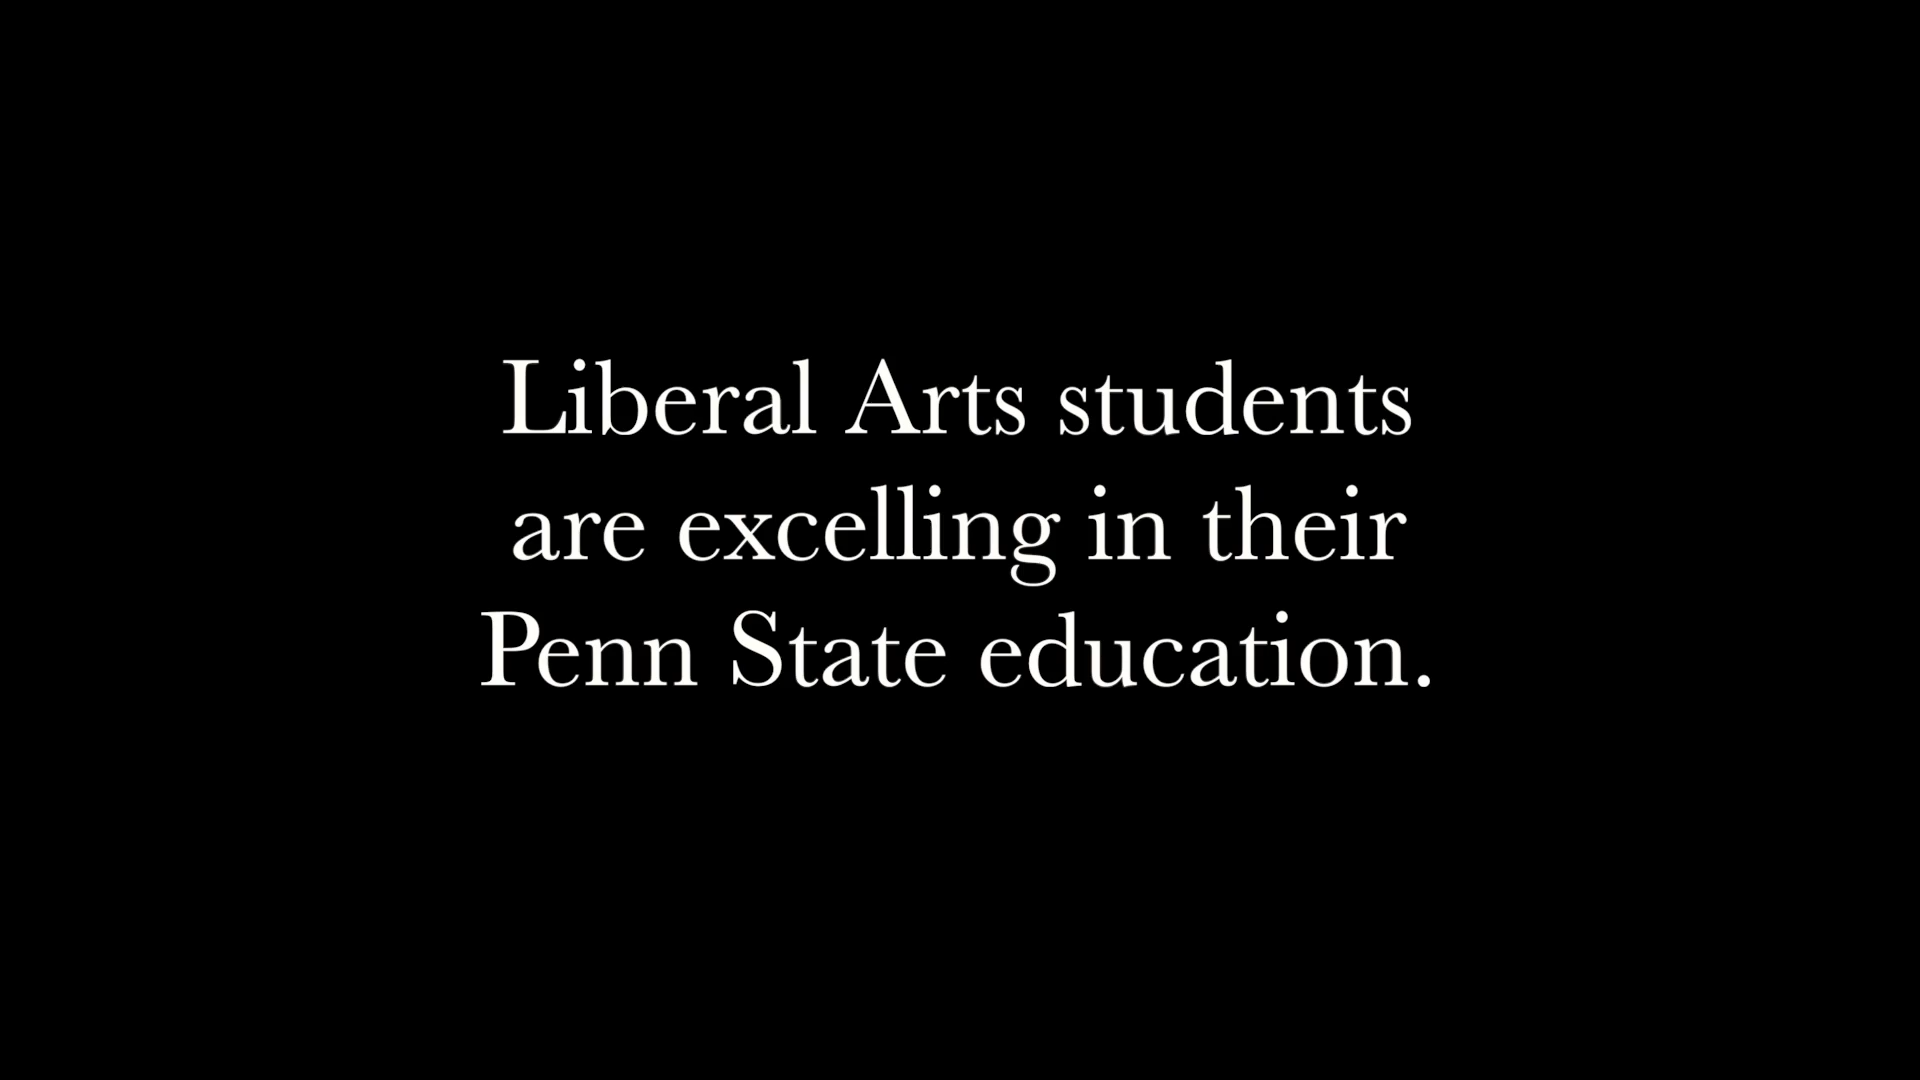 Liberal Arts students
are excelling in their
Penn State education.